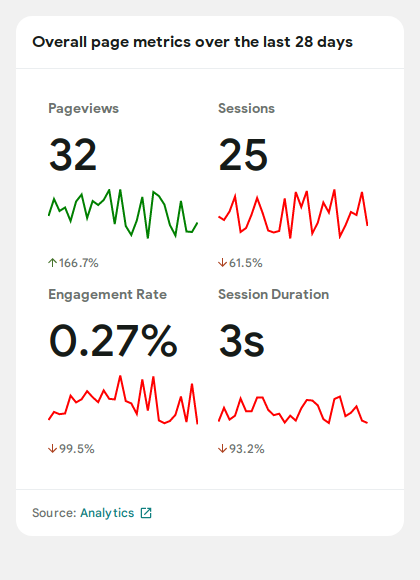 Overall page metrics over the last 28 days
Pageviews
32
↑166.7%
Sessions
25
↓61.5%
Engagement Rate
0.27%
↓99.5%
Session Duration
3s
↓93.2%
Source: Analytics